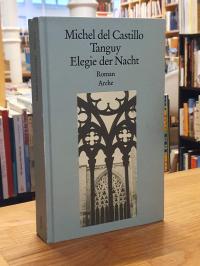 Michel del Castillo
Tanguy
Elegie der Nacht
Roman
Arche